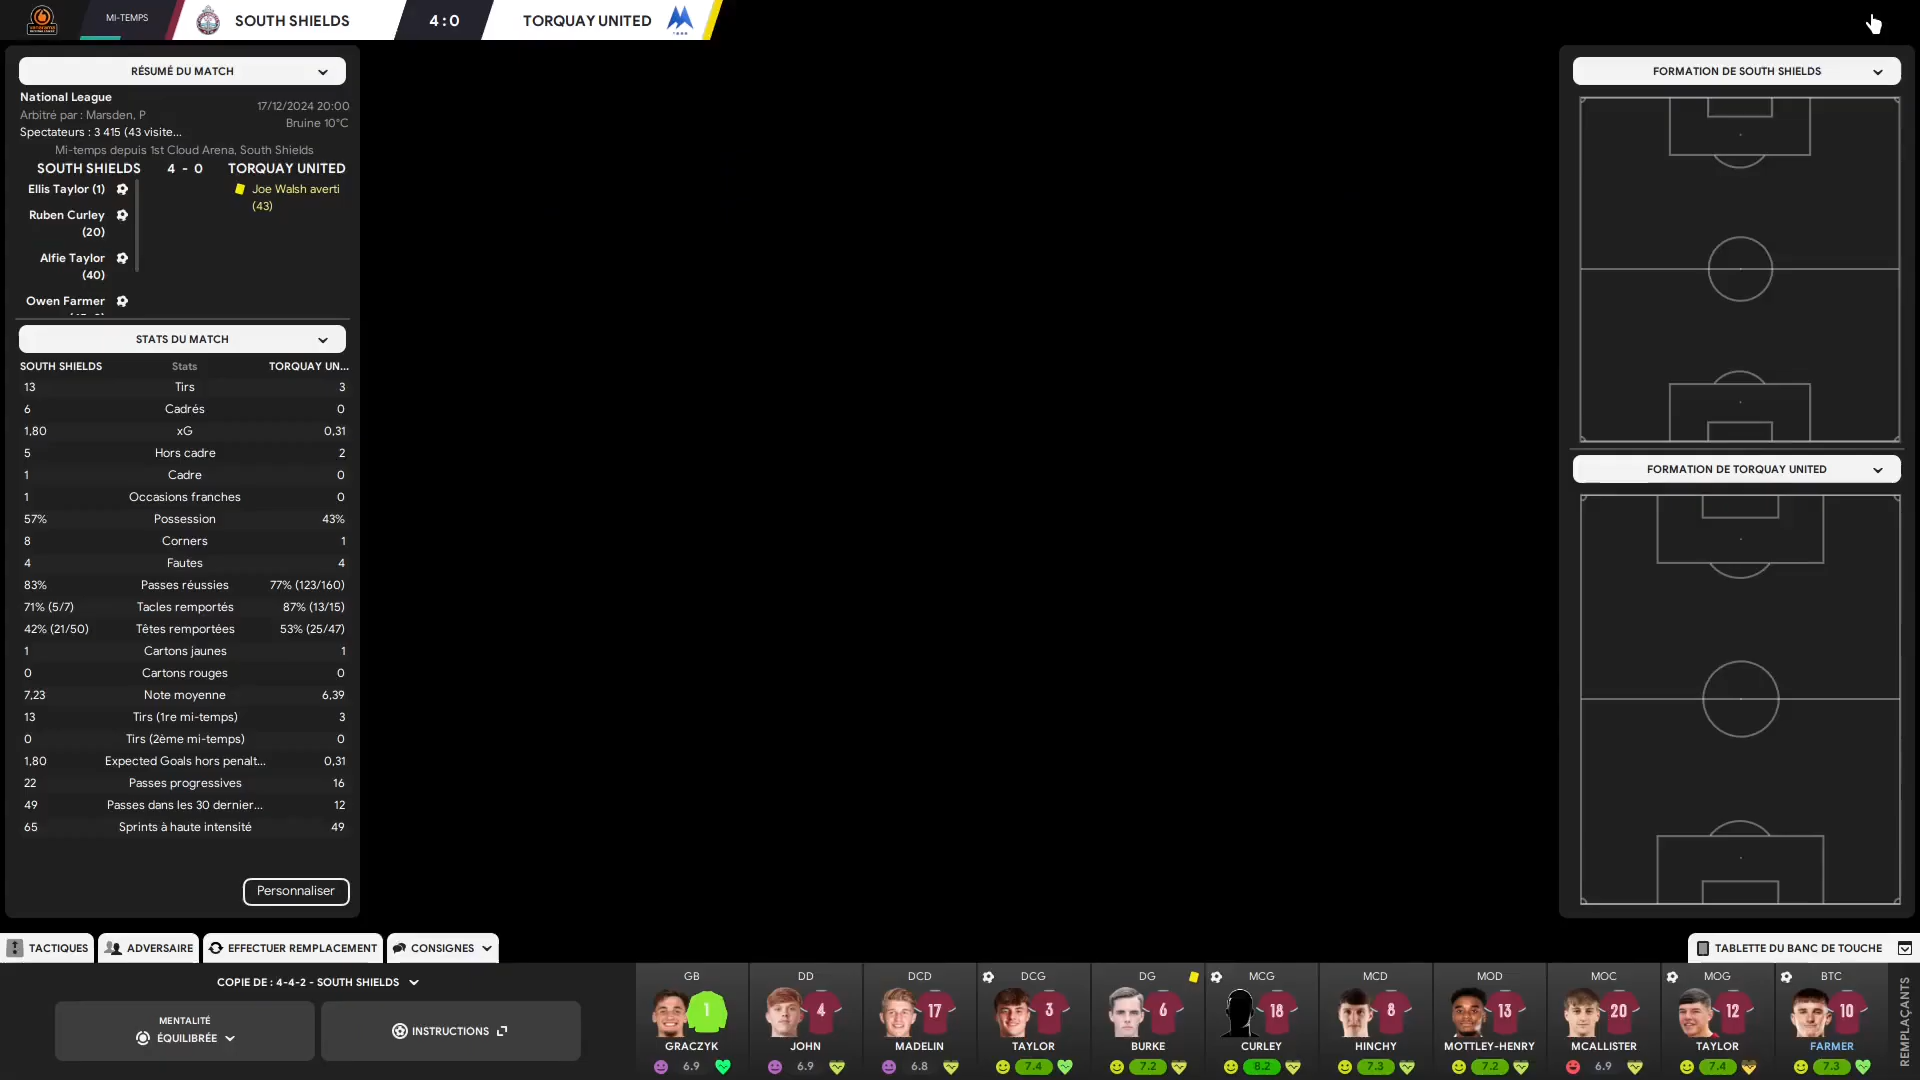 MI-TEMPS
SOUTH SHIELDS
4 : 0
TORQUAY UNITED
RÉSUMÉ DU MATCH
National League
17/12/2024 20:00
Arbitré par : Marsden, P
Bruine 10°C
Spectateurs : 3 415 (43 visite...
Mi-temps depuis 1st Cloud Arena, South Shields
SOUTH SHIELDS 4 - 0 TORQUAY UNITED
Ellis Taylor (1)
Joe Walsh averti
(43)
Ruben Curley
(20)
Alfie Taylor
(40)
Owen Farmer
STATS DU MATCH
SOUTH SHIELDS Stats TORQUAY UN...
13 Tirs 3
6 Cadrés 0
1,80 xG 0,31
5 Hors cadre 2
1 Cadre 0
1 Occasions franches 0
57% Possession 43%
8 Corners 1
4 Fautes 4
83% Passes réussies 77% (123/160)
71% (5/7) Tacles remportés 87% (13/15)
42% (21/50) Têtes remportées 53% (25/47)
1 Cartons jaunes 1
0 Cartons rouges 0
7,23 Note moyenne 6,39
13 Tirs (1re mi-temps) 3
0 Tirs (2ème mi-temps) 0
1,80 Expected Goals hors penalt... 0,31
22 Passes progressives 16
49 Passes dans les 30 dernier... 12
65 Sprints à haute intensité 49
Personnaliser
FORMATION DE SOUTH SHIELDS
FORMATION DE TORQUAY UNITED
TACTIQUES
ADVERSAIRE
EFFECTUER REMPLACEMENT
CONSIGNES
TABLETTE DU BANC DE TOUCHE
COPIE DE : 4-4-2 - SOUTH SHIELDS
MENTALITÉ
ÉQUILIBRÉE
INSTRUCTIONS
GB DD DCD DCG DG MCG MCD MOD MOC MOG BTC
1 4 17 3 6 18 8 13 20 12 10
GRACZYK JOHN MADELIN TAYLOR BURKE CURLEY HINCHY MOTTLEY-HENRY MCALLISTER TAYLOR FARMER
6.9 6.9 6.8 7.4 7.2 8.2 7.3 7.2 6.9 7.4 7.3
REMPLAÇANTS